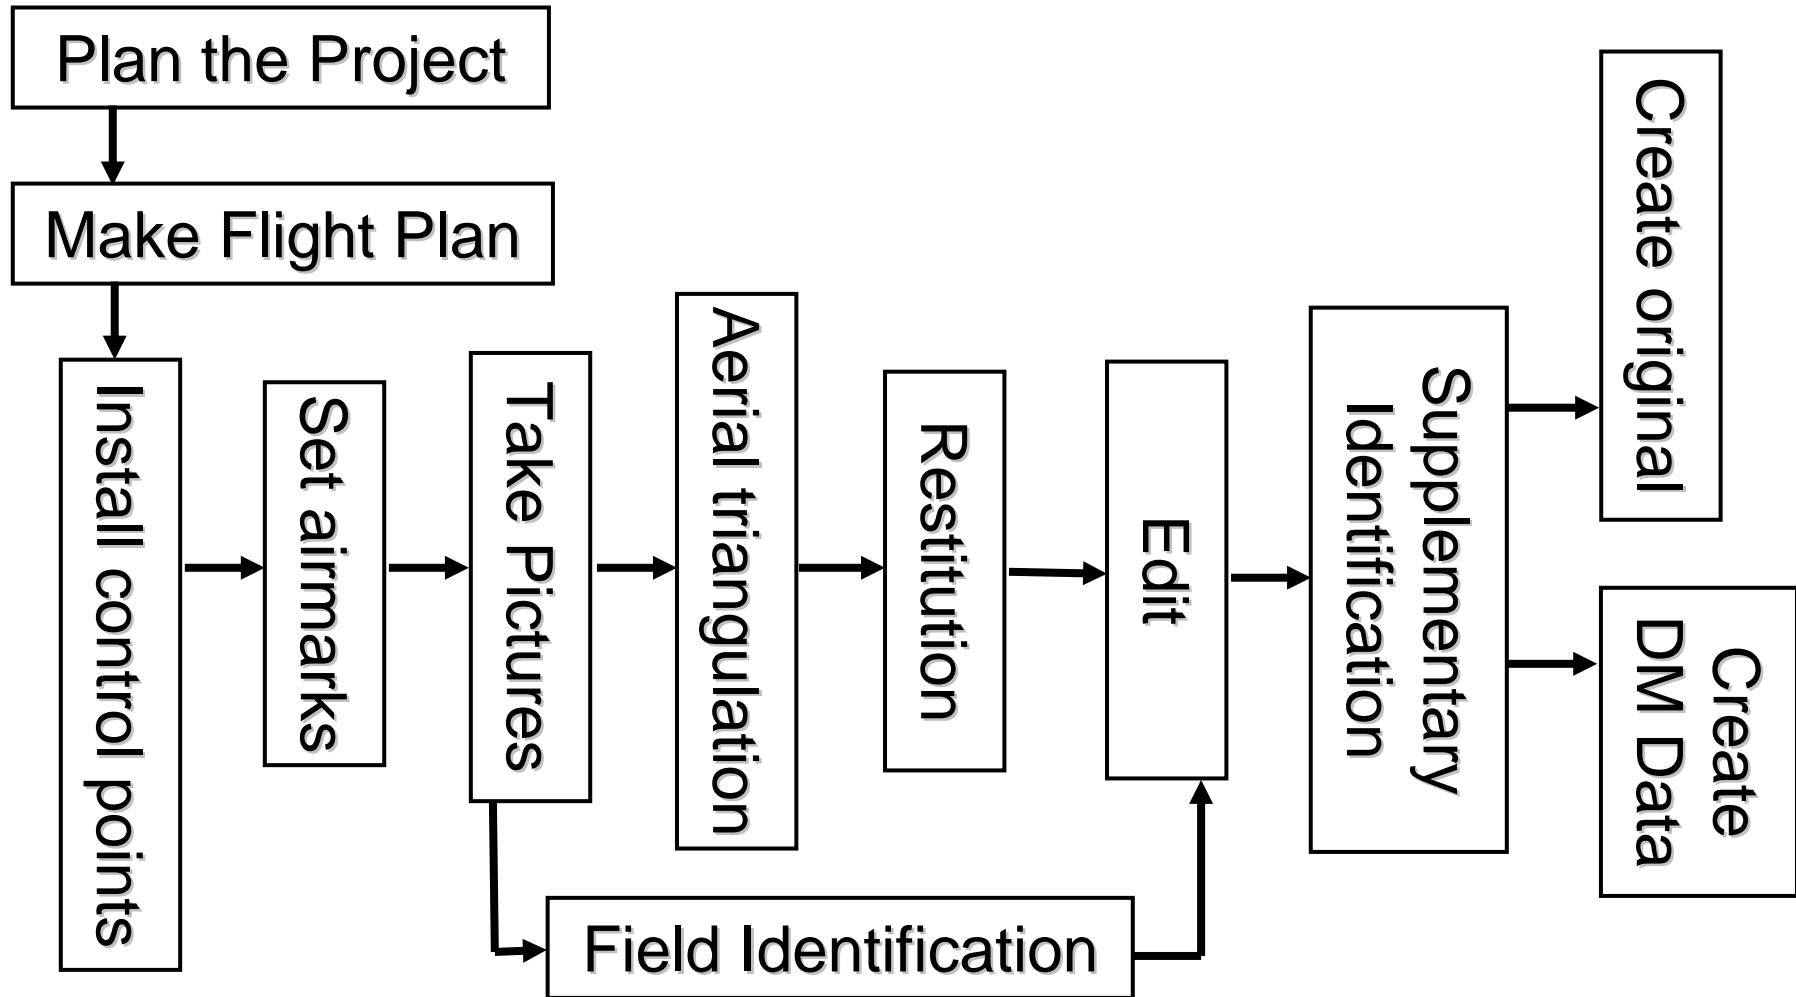 Plan the Project
Make Flight Plan
Install control points
Set airmarks
Take Pictures
Aerial triangulation
Restitution
Field Identification
Edit
Supplementary
Identification
Create original
Create
DM Data